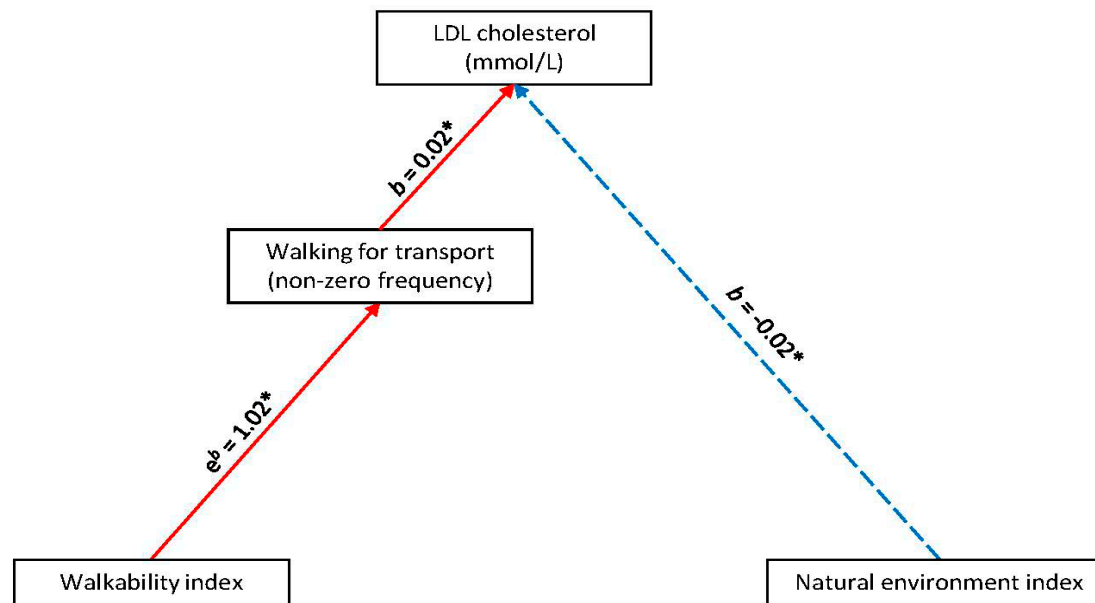 LDL cholesterol
(mmol/L)
b = 0.02*
Walking for transport
(non-zero frequency)
b = -0.02*
e^b = 1.02*
Walkability index
Natural environment index